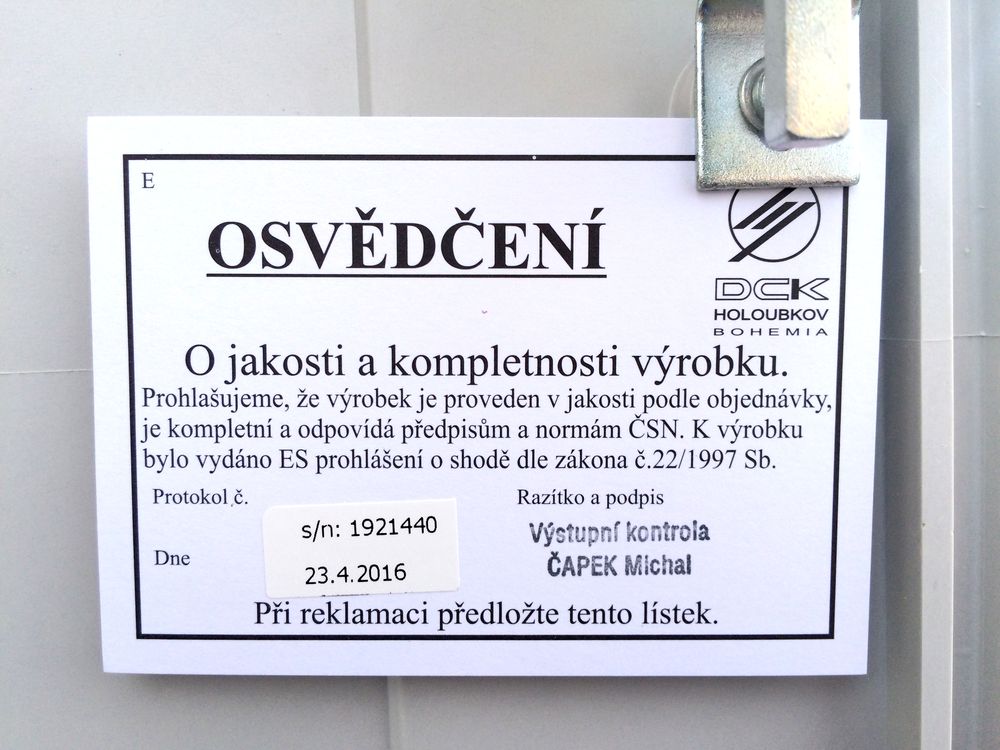 E
OSVĚDČENÍ
DCK
HOLOUBKOV
BOHEMIA
O jakosti a kompletnosti výrobku.
Prohlašujeme, že výrobek je proveden v jakosti podle objednávky,
je kompletní a odpovídá předpisům a normám ČSN. K výrobku
bylo vydáno ES prohlášení o shodě dle zákona č.22/1997 Sb.
Protokol č.
s/n: 1921440
Razítko a podpis
Výstupní kontrola
ČAPEK Michal
Dne
23.4.2016
Při reklamaci předložte tento lístek.